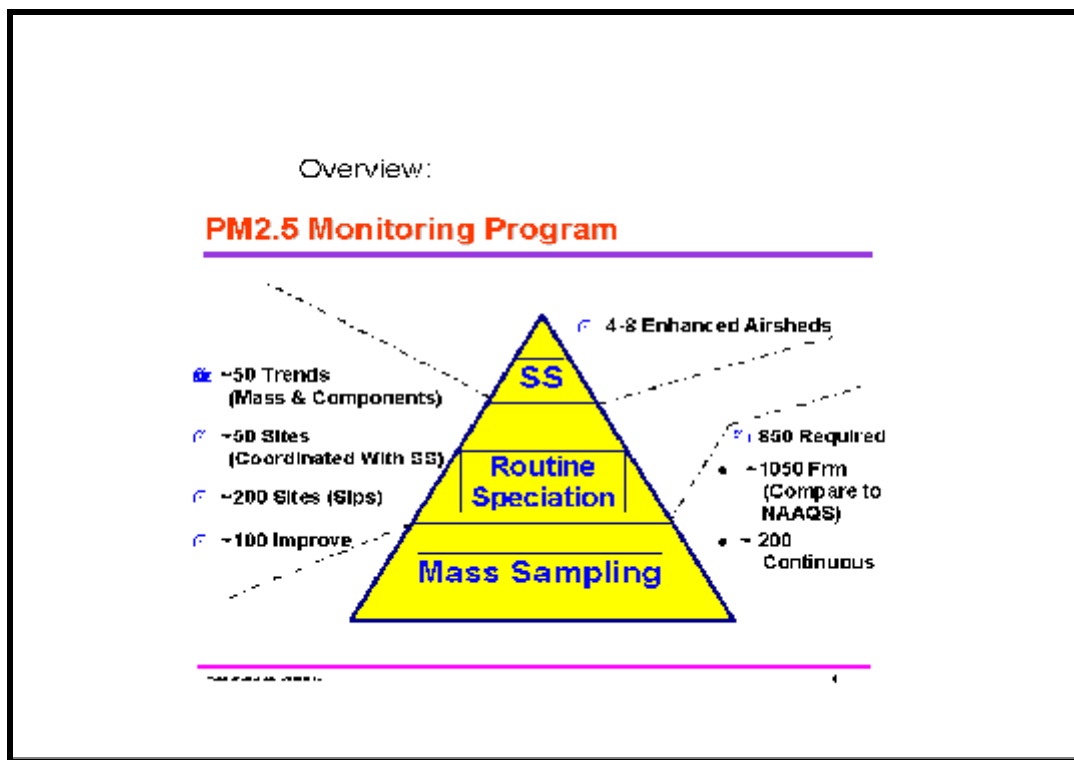 Overview:
PM2.5 Monitoring Program
4-8 Enhanced Airsheds
SS
~50 Trends
(Mass & Components)
~50 Sites
(Coordinated With SS)
~200 Sites (Sips)
~100 Improve
Routine
Speciation
850 Required
~1050 Frm
(Compare to
NAAQS)
~ 200
Continuous
Mass Sampling